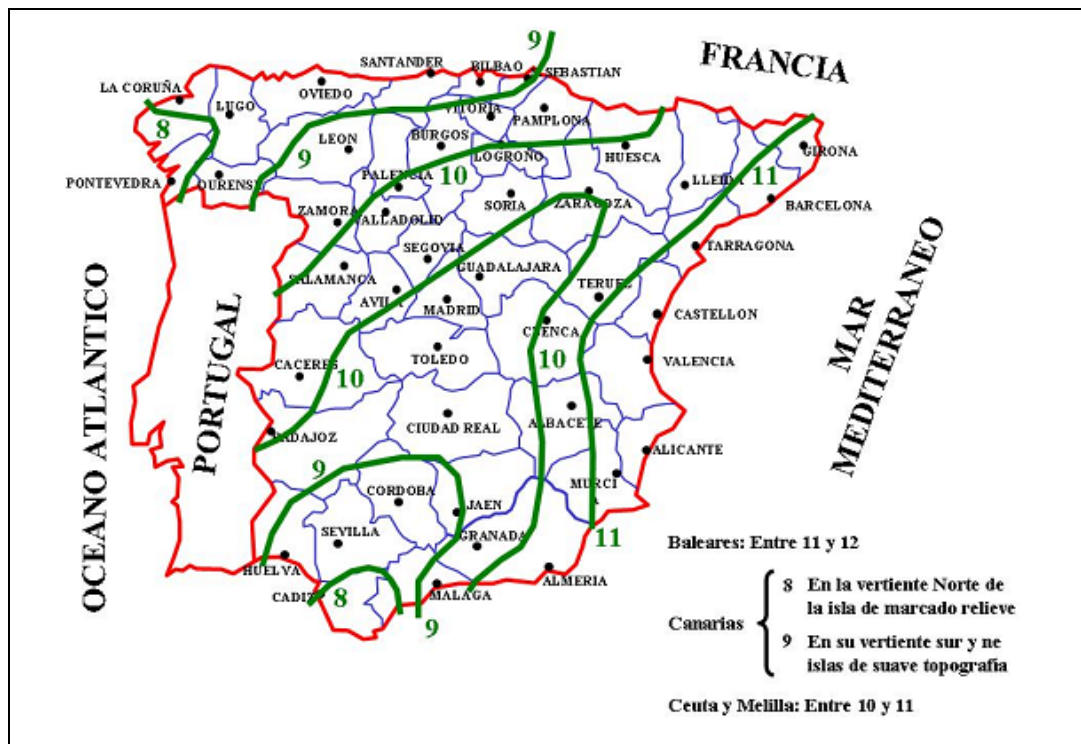 9
FRANCIA
SANTANDER
BILBAO
SEBASTIAN
LA CORUÑA
OVIEDO
LUGO
VITORIA
PAMPLONA
8
LEON
BURGOS
LOGROÑO
HUESCA
GIRONA
9
10
PONTEVEDRA
OURENSE
PALENCIA
LLEIDA
11
BARCELONA
ZAMORA
VALLADOLID
SORIA
ZARAGOZA
TARRAGONA
SEGOVIA
SALAMANCA
GUADALAJARA
TERUEL
AVILA
MADRID
CASTELLON
CUENCA
OCEANO ATLANTICO
PORTUGAL
MAR
MEDITERRANEO
TOLEDO
10
VALENCIA
CACERES
10
CIUDAD REAL
ALBACETE
BADAJOZ
ALICANTE
9
CORDOBA
MURCI
A
JAEN
SEVILLA
GRANADA
11
HUELVA
ALMERIA
CADIZ
8
MALAGA
9
Baleares: Entre 11 y 12
Canarias
8 En la vertiente Norte de
la isla de marcado relieve
9 En su vertiente sur y ne
islas de suave topografía
Ceuta y Melilla: Entre 10 y 11